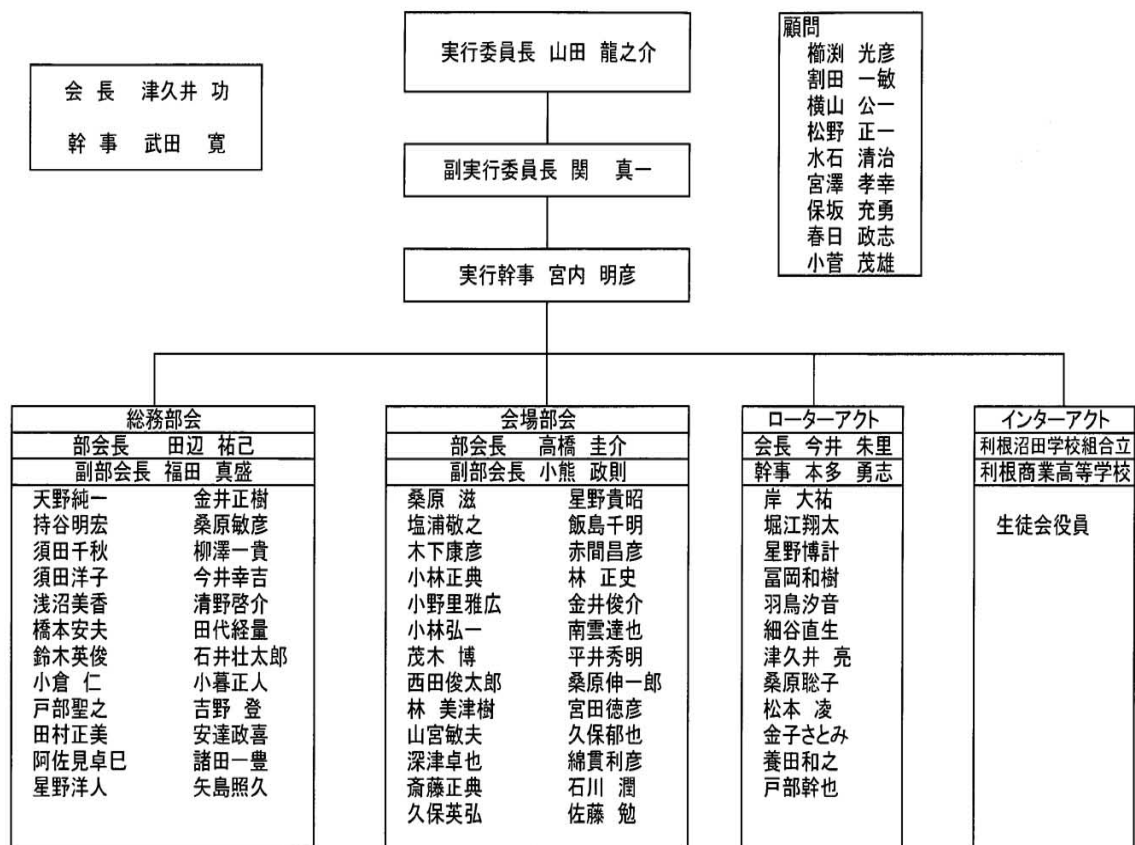 会 長 津久井 功
幹 事 武田 寛
実行委員長 山田 龍之介
副実行委員長 関 真一
実行幹事 宮内 明彦
顧問
櫛渕 光彦
割田 一敏
横山 公一
松野 正一
水石 清治
宮澤 孝幸
保坂 充勇
春日 政志
小菅 茂雄
総務部会
部会長 田辺 祐己
副部会長 福田 真盛
天野純一 金井正樹
持谷明宏 桑原敏彦
須田千秋 柳澤一貴
須田洋子 今井幸吉
浅沼美香 清野啓介
橋本安夫 田代経量
鈴木英俊 石井壮太郎
小倉 仁 小暮正人
戸部聖之 吉野 登
田村正美 安達政喜
阿佐見卓巳 諸田一豊
星野洋人 矢島照久
会場部会
部会長 高橋 圭介
副部会長 小熊 政則
桑原 滋 星野貴昭
塩浦敬之 飯島千明
木下康彦 赤間昌彦
小林正典 林 正史
小野里雅広 金井俊介
小林弘一 南雲達也
茂木 博 平井秀明
西田俊太郎 桑原伸一郎
林 美津樹 宮田徳彦
山宮敏夫 久保郁也
深津卓也 綿貫利彦
斎藤正典 石川 潤
久保英弘 佐藤 勉
ローターアクト
会長 今井 朱里
幹事 本多 勇志
岸 大祐
堀江翔太
星野博計
冨岡和樹
羽鳥汐音
細谷直生
津久井 亮
桑原聡子
松本 凌
金子さとみ
養田和之
戸部幹也
インターアクト
利根沼田学校組合立
利根商業高等学校
生徒会役員